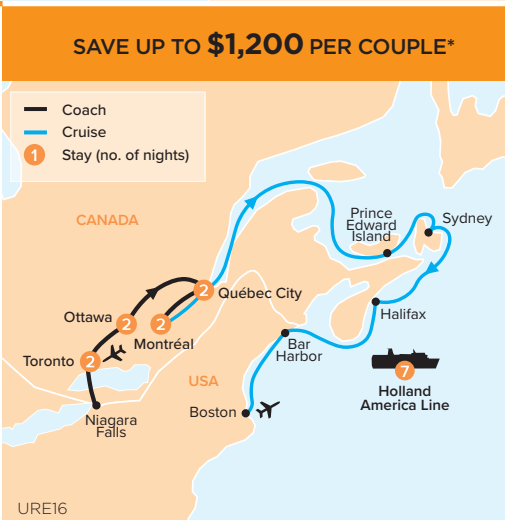 SAVE UP TO $1,200 PER COUPLE*
Coach
Cruise
1 Stay (no. of nights)
CANADA
Prince
Edward
Island
Sydney
2 Québec City
Ottawa 2
2
Montréal
Halifax
Toronto 2
Bar
Harbor
USA
7
Holland
America Line
Niagara
Falls
Boston
URE16